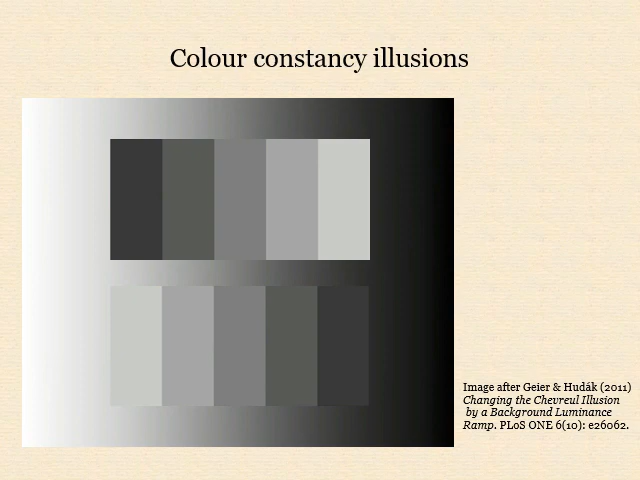 Colour constancy illusions
Image after Geier & Hudák (2011)
Changing the Chevreul Illusion
by a Background Luminance
Ramp. PLoS ONE 6(10): e26062.